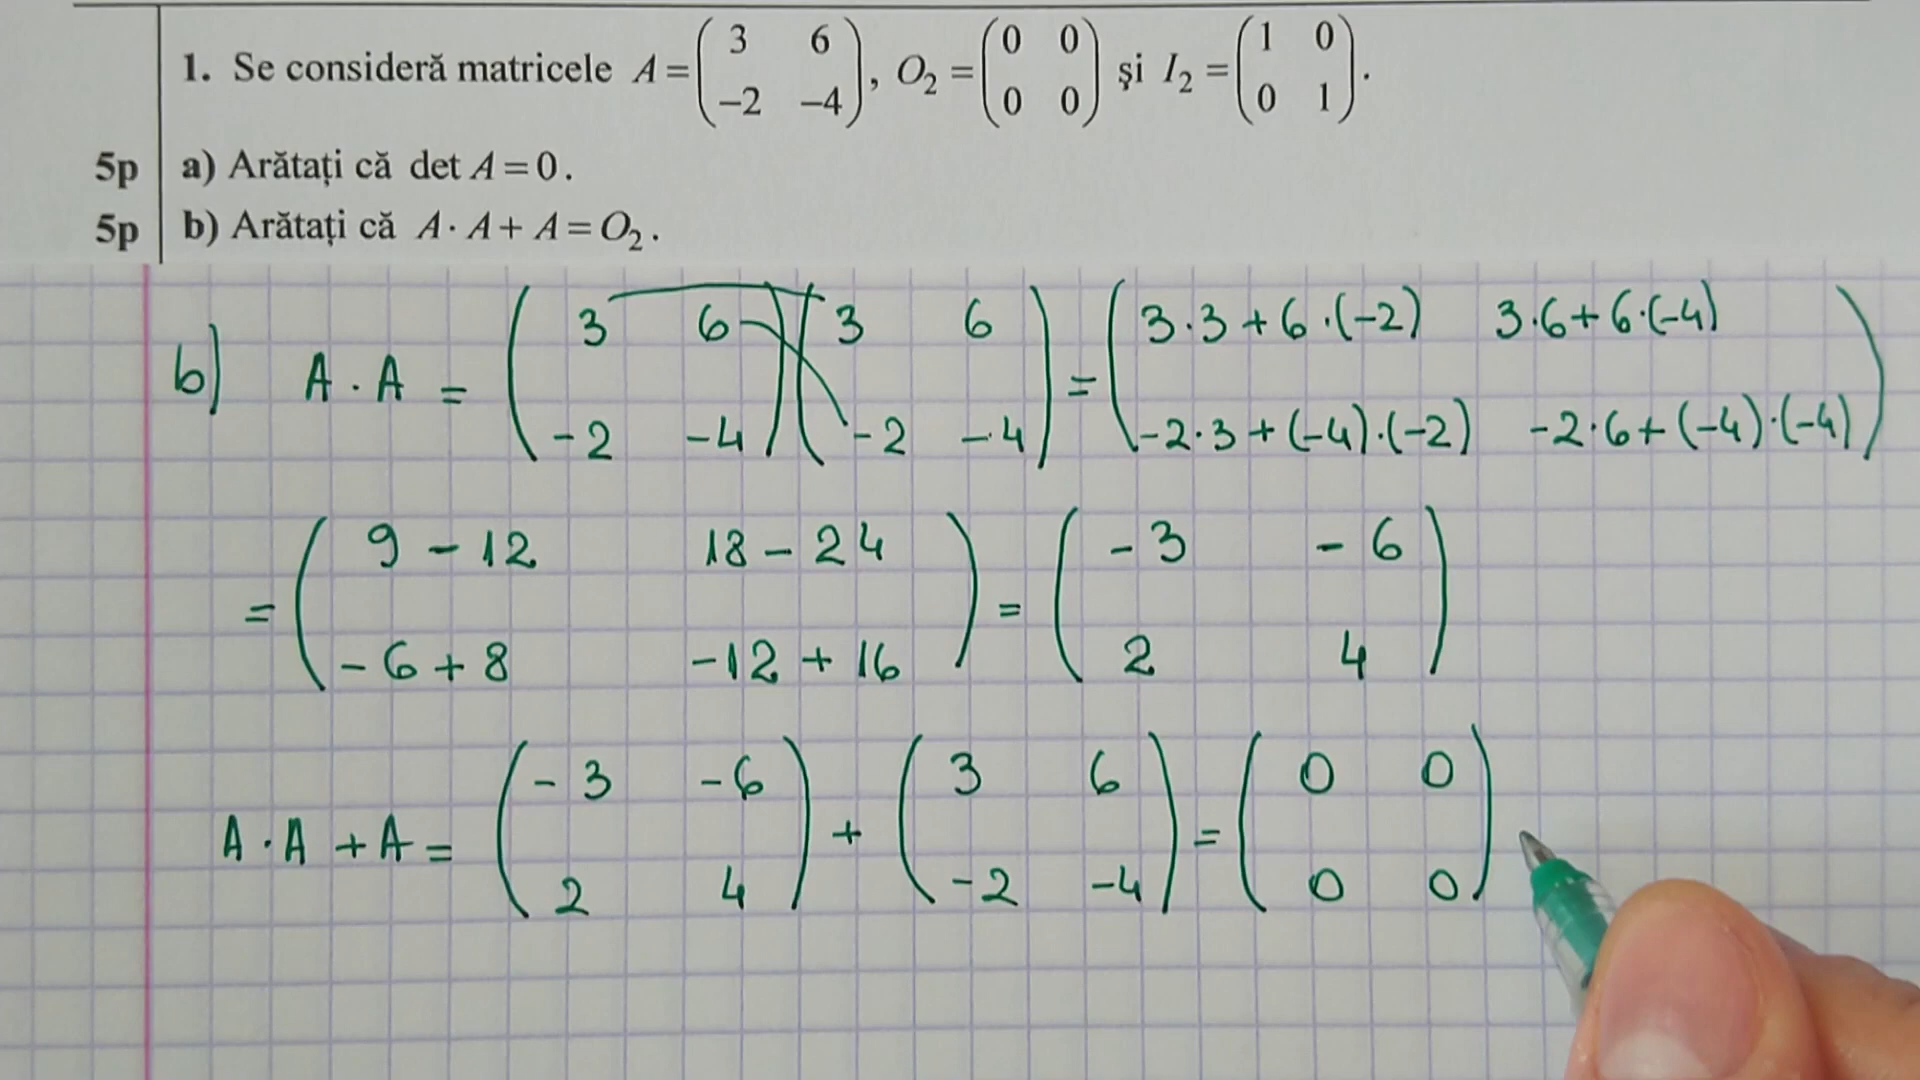 1. Se consideră matricele A = (3 6 −2 −4), O₂ = (0 0 0 0) și I₂ = (1 0 0 1).
5p a) Arătați că det A = 0.
5p b) Arătați că A · A + A = O₂.
b) A · A = (3 6 -2 -4)(3 6 -2 -4) = (3·3+6·(-2) 3·6+6·(-4) -2·3+(-4)·(-2) -2·6+(-4)·(-4))
= (9-12 18-24 -6+8 -12+16) = (-3 -6 2 4)
A·A+A = (-3 -6 2 4) + (3 6 -2 -4) = (0 0 0 0)